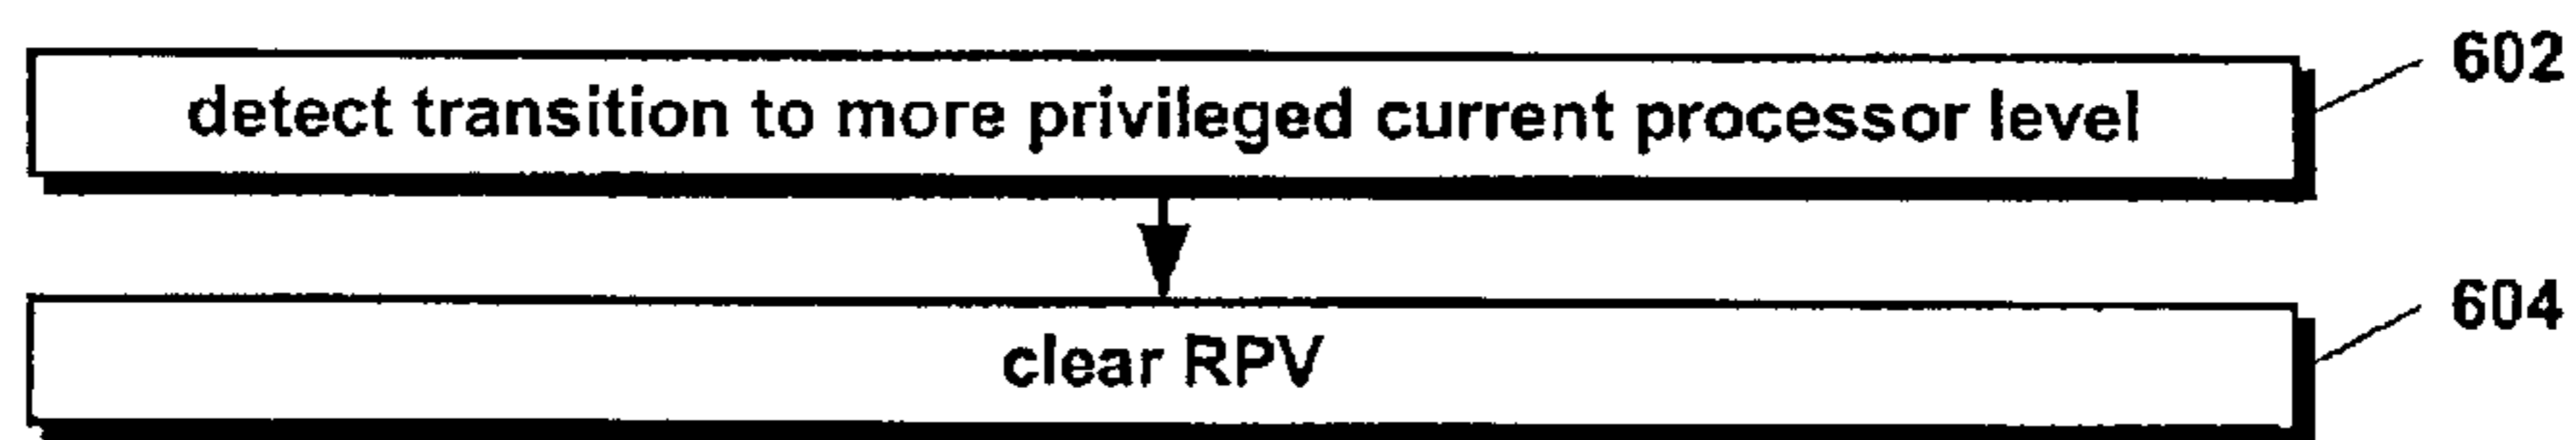 detect transition to more privileged current processor level
602
clear RPV
604